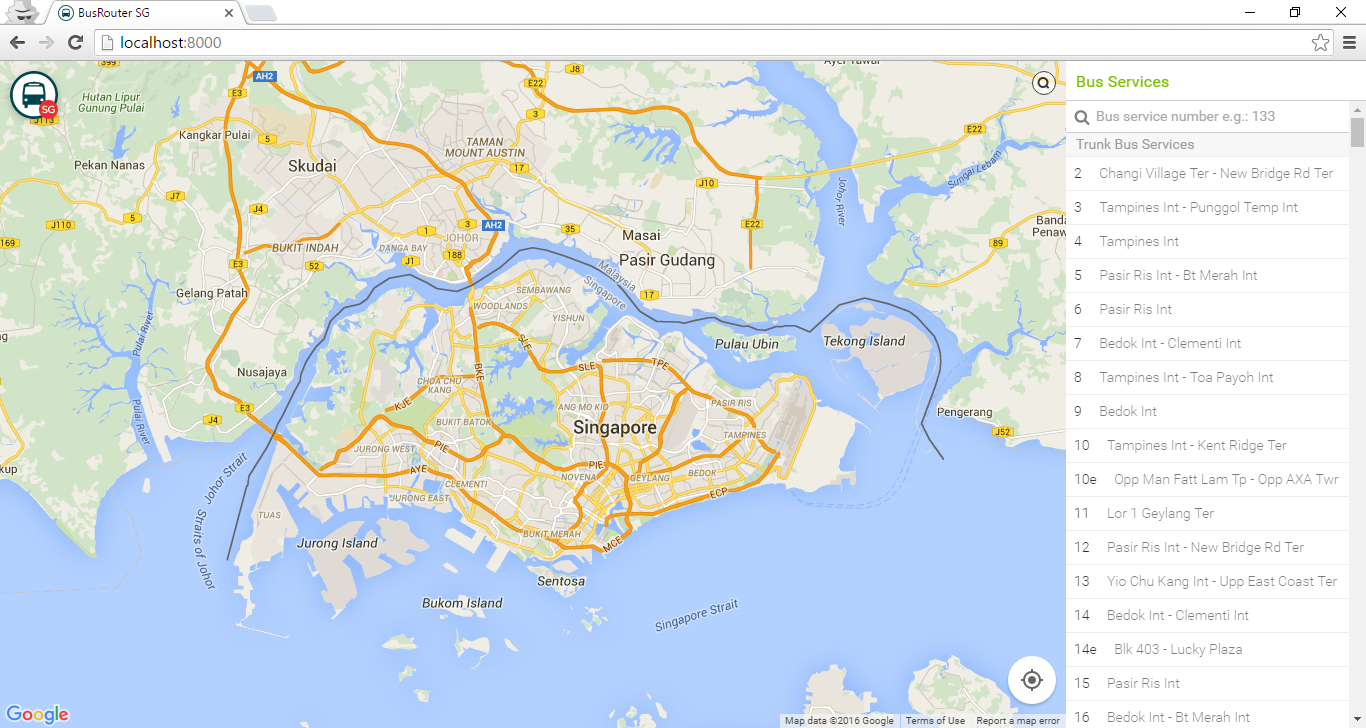 BusRouter SG
localhost:8000
SG
399
AH2
J8
E22
Hutan Lipur
Gunung Pulai
J113
E3
3
Kangkar Pulai
5
TAMAN
MOUNT AUSTIN
E22
Pekan Nanas
Skudai
17
Sungai Lebam
J7
J10
Johor River
J4
5
J110
3
AH2
1
JOHOR
35
Masai
E22
169
BUKIT INDAH
DANGA BAY
188
89
E3
52
J1
Pasir Gudang
Malaysia
Singapore
Gelang Patah
SEMBAWANG
17
WOODLANDS
YISHUN
Pulai River
SLE
Pulau Ubin
Tekong Island
Nusajaya
BKE
SLE
TPE
CHOA CHU
KANG
KJE
E3
ANG MO KIO
PASIR RIS
Pengerang
J4
Pulai River
BUKIT BATOK
Singapore
TAMPINES
J52
JURONG WEST
PIE
PIE
Johor Strait
AYE
CLEMENTI
NOVENA
GEYLANG
BEDOK
JURONG EAST
ECP
TUAS
Straits of Johor
BUKIT MERAH
MCE
Jurong Island
Sentosa
Bukom Island
Singapore Strait
Google
Map data ©2016 Google
Terms of Use
Report a map error
Bus Services
Bus service number e.g.: 133
Trunk Bus Services
2 Changi Village Ter - New Bridge Rd Ter
3 Tampines Int - Punggol Temp Int
4 Tampines Int
5 Pasir Ris Int - Bt Merah Int
6 Pasir Ris Int
7 Bedok Int - Clementi Int
8 Tampines Int - Toa Payoh Int
9 Bedok Int
10 Tampines Int - Kent Ridge Ter
10e Opp Man Fatt Lam Tp - Opp AXA Twr
11 Lor 1 Geylang Ter
12 Pasir Ris Int - New Bridge Rd Ter
13 Yio Chu Kang Int - Upp East Coast Ter
14 Bedok Int - Clementi Int
14e Blk 403 - Lucky Plaza
15 Pasir Ris Int
16 Bedok Int - Bt Merah Int